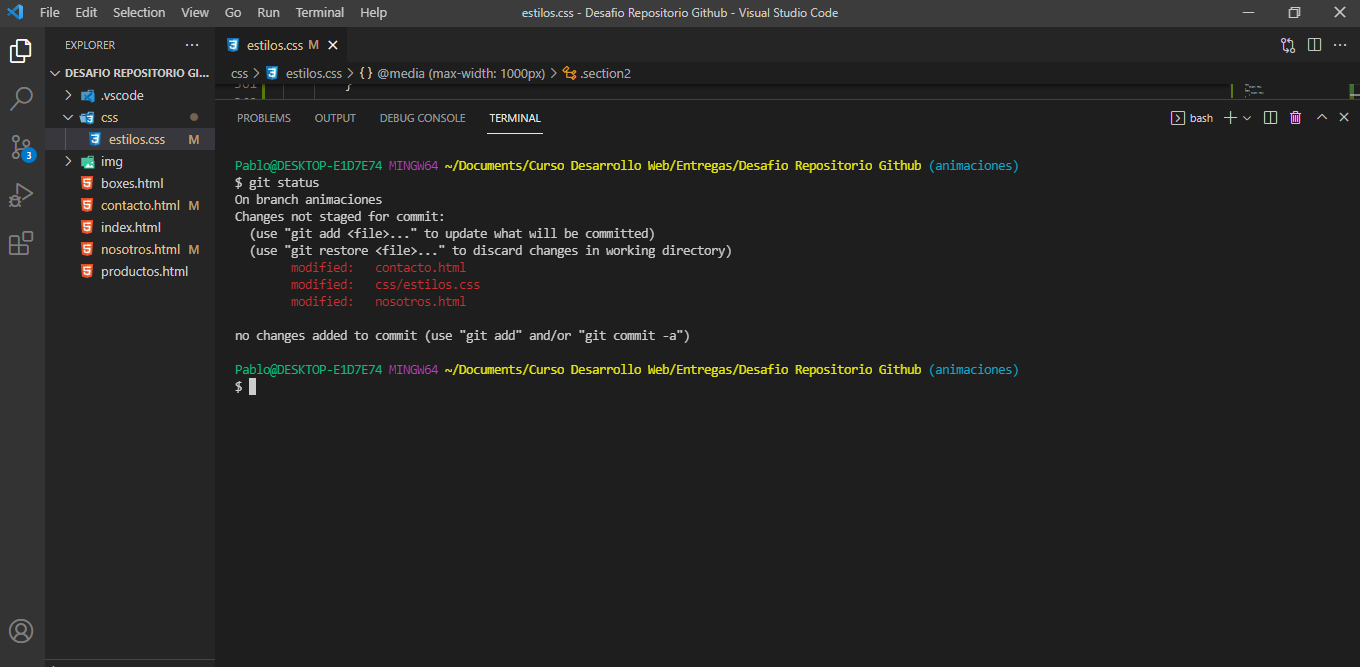 File Edit Selection View Go Run Terminal Help estilos.css - Desafio Repositorio Github - Visual Studio Code
EXPLORER
estilos.css M
DESAFIO REPOSITORIO GI...
css > estilos.css > {} @media (max-width: 1000px) > .section2
.vscode
361
}
css
PROBLEMS OUTPUT DEBUG CONSOLE TERMINAL bash
estilos.css M
3
img
Pablo@DESKTOP-E1D7E74 MINGW64 ~/Documents/Curso Desarrollo Web/Entregas/Desafio Repositorio Github (animaciones)
boxes.html
$ git status
On branch animaciones
contacto.html M
Changes not staged for commit:
index.html
(use "git add <file>..." to update what will be committed)
nosotros.html M
(use "git restore <file>..." to discard changes in working directory)
productos.html
modified: contacto.html
modified: css/estilos.css
modified: nosotros.html
no changes added to commit (use "git add" and/or "git commit -a")
Pablo@DESKTOP-E1D7E74 MINGW64 ~/Documents/Curso Desarrollo Web/Entregas/Desafio Repositorio Github (animaciones)
$